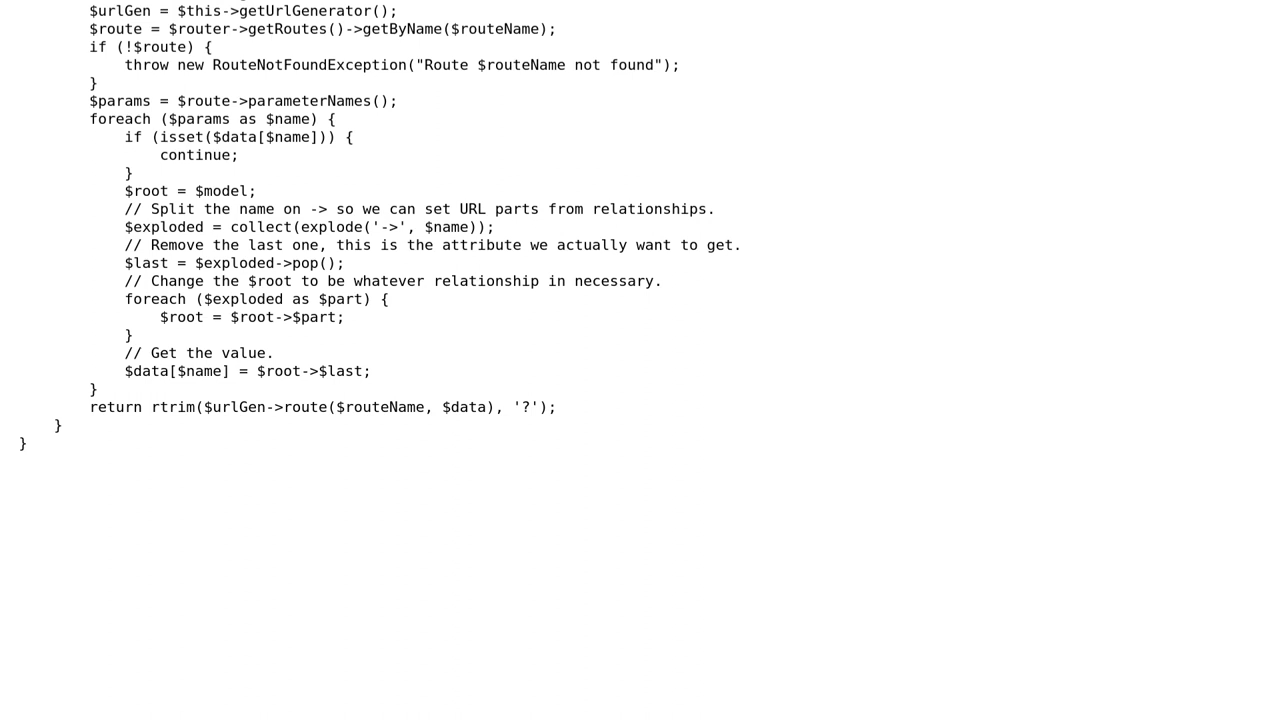 $urlGen = $this->getUrlGenerator();
        $route = $router->getRoutes()->getByName($routeName);
        if (!$route) {
            throw new RouteNotFoundException("Route $routeName not found");
        }
        $params = $route->parameterNames();
        foreach ($params as $name) {
            if (isset($data[$name])) {
                continue;
            }
            $root = $model;
            // Split the name on -> so we can set URL parts from relationships.
            $exploded = collect(explode('->', $name));
            // Remove the last one, this is the attribute we actually want to get.
            $last = $exploded->pop();
            // Change the $root to be whatever relationship in necessary.
            foreach ($exploded as $part) {
                $root = $root->$part;
            }
            // Get the value.
            $data[$name] = $root->$last;
        }
        return rtrim($urlGen->route($routeName, $data), '?');
    }
}